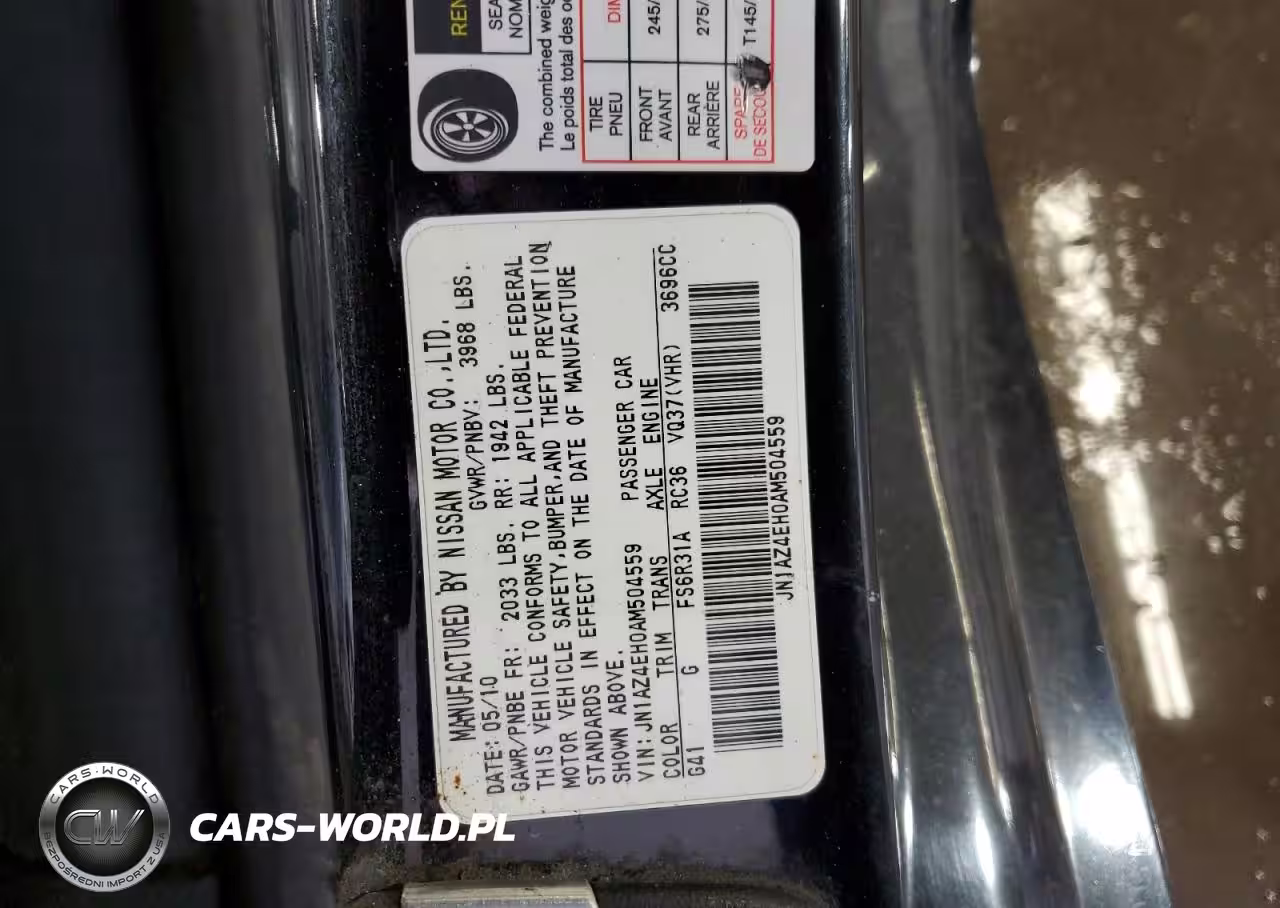 REN
SEA
NOM
The combined weig
Le poids total des oc
TIRE DIM
PNEU
FRONT 245/
AVANT
REAR 275/
ARRIÈRE
SPARE T145/
DE SECOU
MANUFACTURED BY NISSAN MOTOR CO.,LTD.
DATE: 05/10 GVWR/PNBV: 3968 LBS.
GAWR/PNBE FR: 2033 LBS. RR: 1942 LBS.
THIS VEHICLE CONFORMS TO ALL APPLICABLE FEDERAL
MOTOR VEHICLE SAFETY,BUMPER,AND THEFT PREVENTION
STANDARDS IN EFFECT ON THE DATE OF MANUFACTURE
SHOWN ABOVE.
VIN:JN1AZ4EH0AM504559 PASSENGER CAR
COLOR TRIM TRANS AXLE ENGINE
G41 G FS6R31A RC36 VQ37(VHR) 3696CC
JN1AZ4EH0AM504559
CARS-WORLD
CW
BEZPOŚREDNI IMPORT Z USA
CARS-WORLD.PL